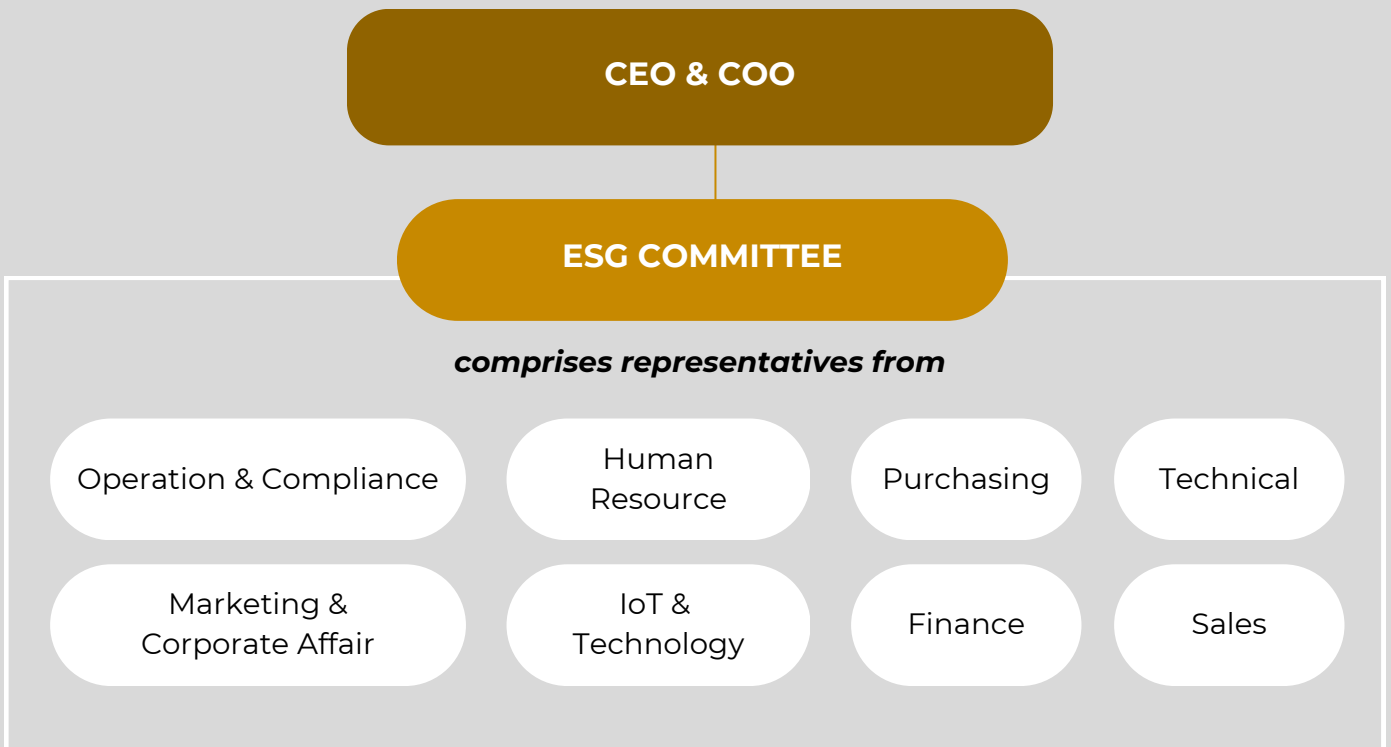 CEO & COO
ESG COMMITTEE
comprises representatives from
Operation & Compliance
Human
Resource
Purchasing
Technical
Marketing &
Corporate Affair
IoT &
Technology
Finance
Sales